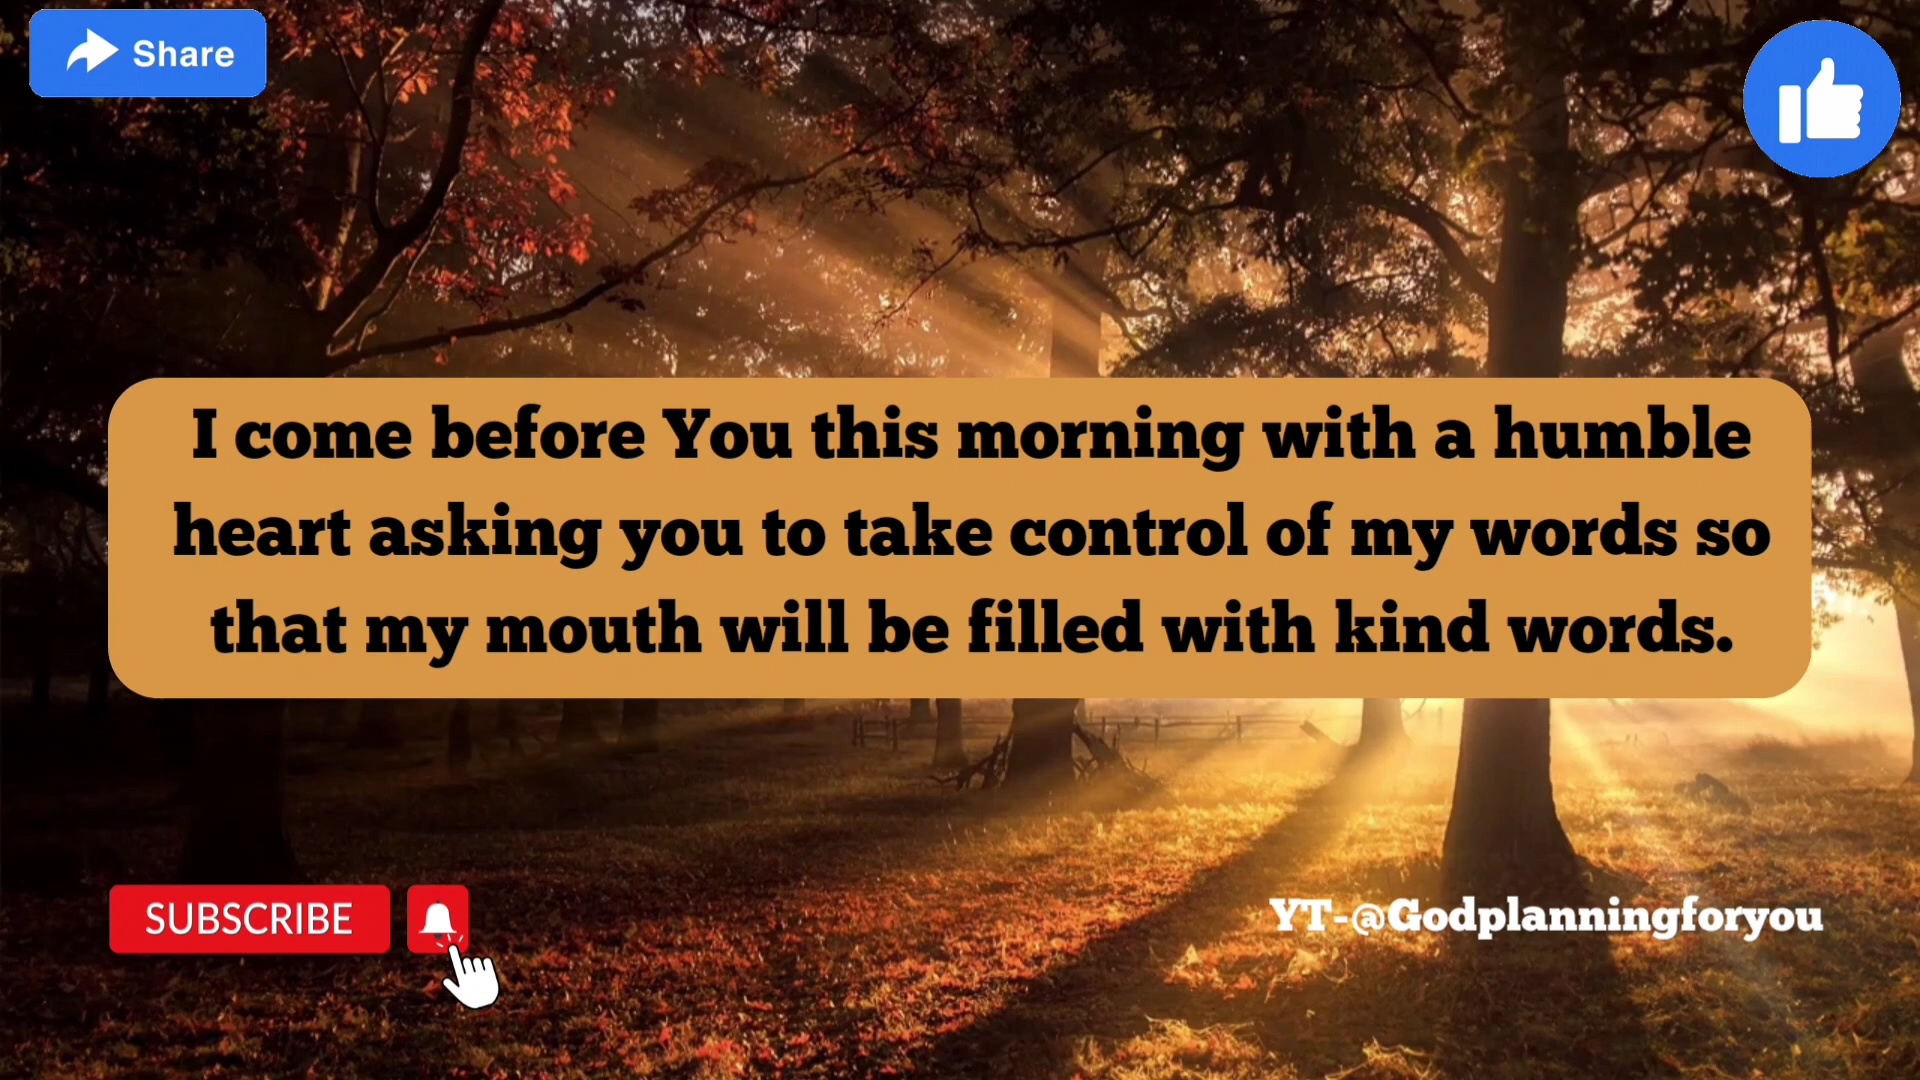 Share
I come before You this morning with a humble
heart asking you to take control of my words so
that my mouth will be filled with kind words.
SUBSCRIBE
YT-@Godplanningforyou